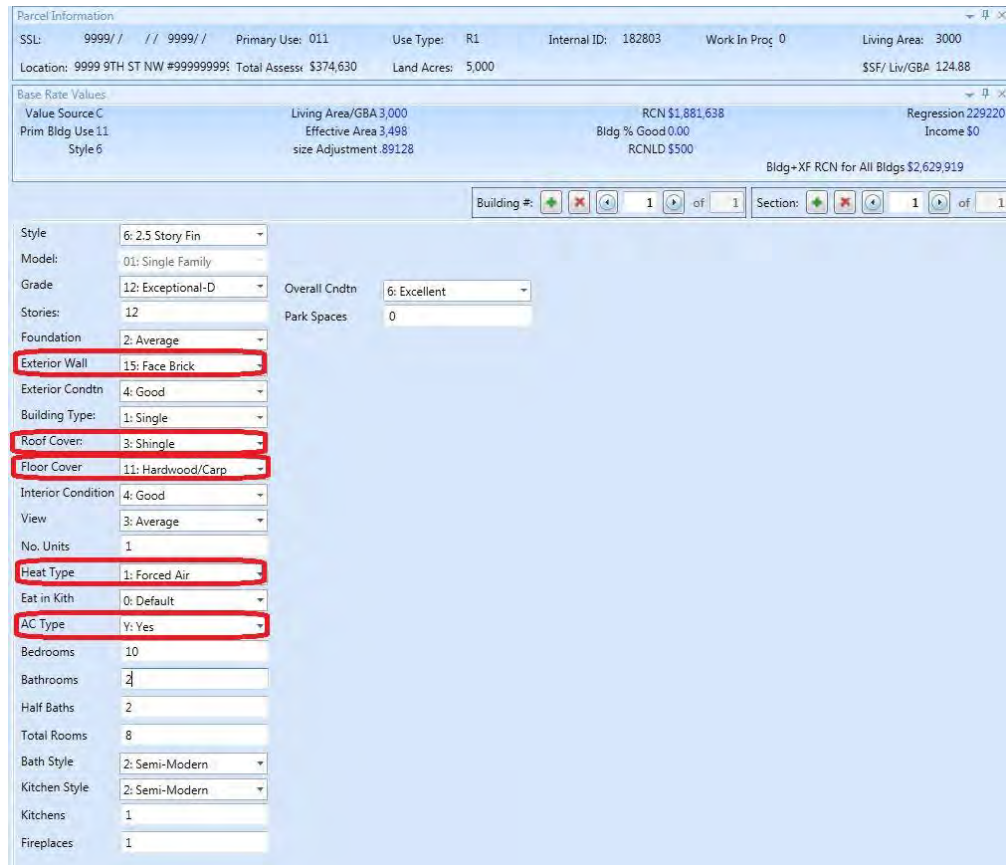 Parcel Information
SSL: 9999/ / / / 9999/ / Primary Use: 011 Use Type: R1 Internal ID: 182803 Work In Proc 0 Living Area: 3000
Location: 9999 9TH ST NW #99999999 Total Assess $374,630 Land Acres: 5,000 $SF/ Liv/GBA 124.88
Base Rate Values
Value Source C Living Area/GBA 3,000 RCN $1,881,638 Regression 229220
Prim Bldg Use 11 Effective Area 3,498 Bldg % Good 0.00 Income $0
Style 6 size Adjustment .89128 RCNLD $500
Bldg+XF RCN for All Bldgs $2,629,919
Building #: 1 of 1 Section: 1 of 1
Style 6: 2.5 Story Fin
Model: 01: Single Family
Grade 12: Exceptional-D Overall Cndtn 6: Excellent
Stories: 12 Park Spaces 0
Foundation 2: Average
Exterior Wall 15: Face Brick
Exterior Condtn 4: Good
Building Type: 1: Single
Roof Cover: 3: Shingle
Floor Cover 11: Hardwood/Carp
Interior Condition 4: Good
View 3: Average
No. Units 1
Heat Type 1: Forced Air
Eat in Kith 0: Default
AC Type Y: Yes
Bedrooms 10
Bathrooms 2
Half Baths 2
Total Rooms 8
Bath Style 2: Semi-Modern
Kitchen Style 2: Semi-Modern
Kitchens 1
Fireplaces 1